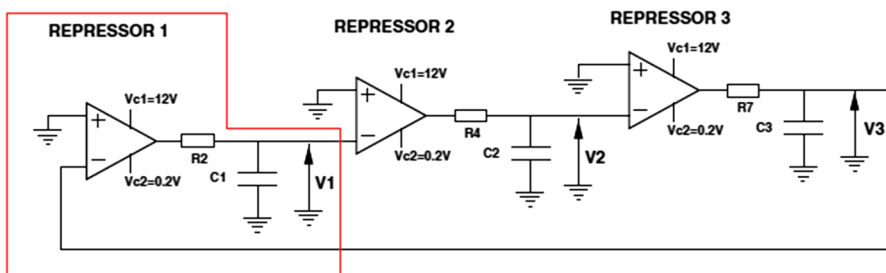 REPRESSOR 1
Vc1=12V
+
−
Vc2=0.2V
R2
C1
V1
REPRESSOR 2
Vc1=12V
+
−
Vc2=0.2V
R4
C2
V2
REPRESSOR 3
Vc1=12V
+
−
Vc2=0.2V
R7
C3
V3